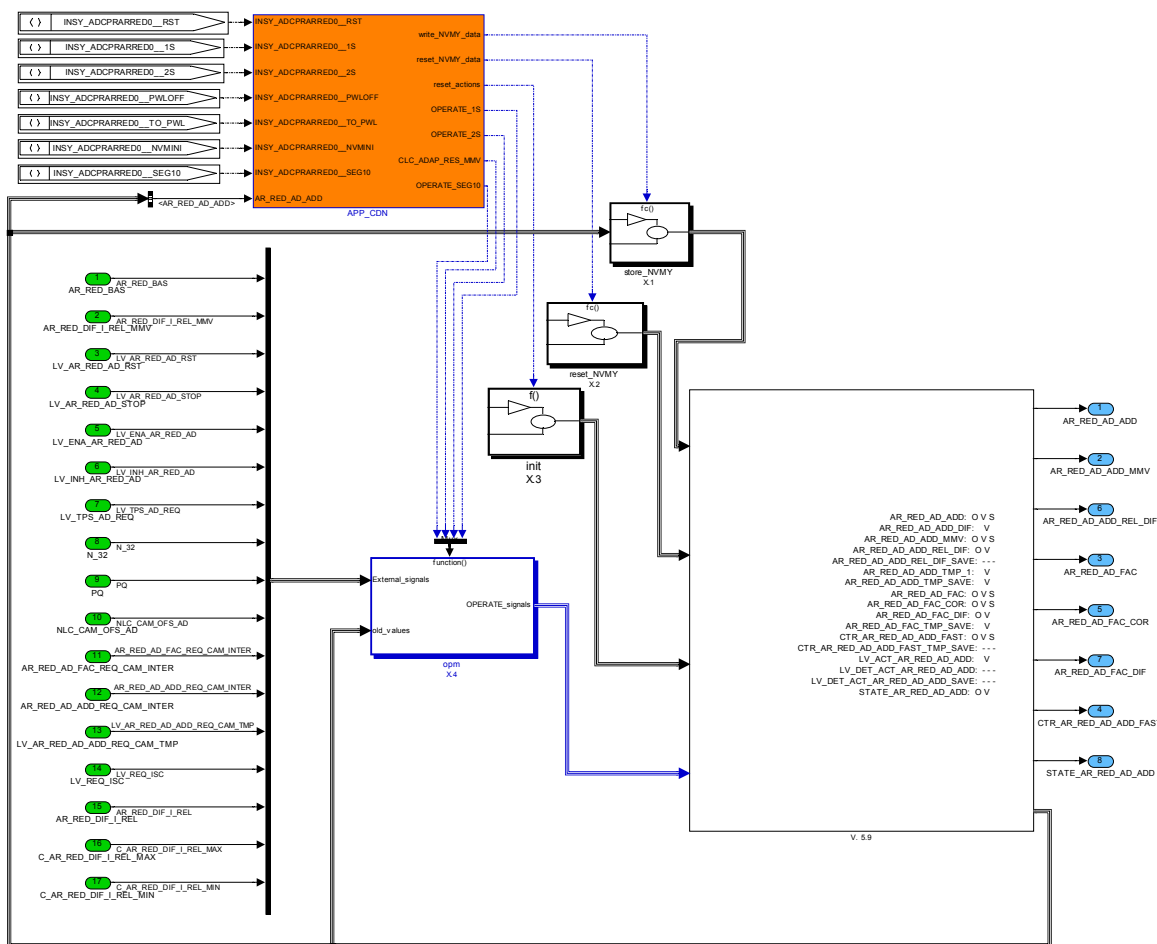 ( ) INSY_ADCPRARRED0__RST
( ) INSY_ADCPRARRED0__1S
( ) INSY_ADCPRARRED0__2S
( ) INSY_ADCPRARRED0__PWLOFF
( ) INSY_ADCPRARRED0__TO_PWL
( ) INSY_ADCPRARRED0__NVMINI
( ) INSY_ADCPRARRED0__SEG10
<AR_RED_AD_ADD>
INSY_ADCPRARRED0__RST
INSY_ADCPRARRED0__1S
INSY_ADCPRARRED0__2S
INSY_ADCPRARRED0__PWLOFF
INSY_ADCPRARRED0__TO_PWL
INSY_ADCPRARRED0__NVMINI
INSY_ADCPRARRED0__SEG10
AR_RED_AD_ADD
write_NVMY_data
reset_NVMY_data
reset_actions
OPERATE_1S
OPERATE_2S
CLC_ADAP_RES_MMV
OPERATE_SEG10
APP_CDN
fc()
store_NVMY
X.1
fc()
reset_NVMY
X.2
f()
init
X.3
1 AR_RED_BAS
AR_RED_BAS
2 AR_RED_DIF_I_REL_MMV
AR_RED_DIF_I_REL_MMV
3 LV_AR_RED_AD_RST
LV_AR_RED_AD_RST
4 LV_AR_RED_AD_STOP
LV_AR_RED_AD_STOP
5 LV_ENA_AR_RED_AD
LV_ENA_AR_RED_AD
6 LV_INH_AR_RED_AD
LV_INH_AR_RED_AD
7 LV_TPS_AD_REQ
LV_TPS_AD_REQ
8 N_32
N_32
9 PQ
PQ
10 NLC_CAM_OFS_AD
NLC_CAM_OFS_AD
11 AR_RED_AD_FAC_REQ_CAM_INTER
AR_RED_AD_FAC_REQ_CAM_INTER
12 AR_RED_AD_ADD_REQ_CAM_INTER
AR_RED_AD_ADD_REQ_CAM_INTER
13 LV_AR_RED_AD_ADD_REQ_CAM_TMP
LV_AR_RED_AD_ADD_REQ_CAM_TMP
14 LV_REQ_ISC
LV_REQ_ISC
15 AR_RED_DIF_I_REL
AR_RED_DIF_I_REL
16 C_AR_RED_DIF_I_REL_MAX
C_AR_RED_DIF_I_REL_MAX
17 C_AR_RED_DIF_I_REL_MIN
C_AR_RED_DIF_I_REL_MIN
function()
External_signals
OPERATE_signals
old_values
opm
X.4
AR_RED_AD_ADD: O V S
AR_RED_AD_ADD_DIF: V
AR_RED_AD_ADD_MMV: O V S
AR_RED_AD_ADD_REL_DIF: O V
AR_RED_AD_ADD_REL_DIF_SAVE: ---
AR_RED_AD_ADD_TMP_1: V
AR_RED_AD_ADD_TMP_SAVE: V
AR_RED_AD_FAC: O V S
AR_RED_AD_FAC_COR: O V S
AR_RED_AD_FAC_DIF: O V
AR_RED_AD_FAC_TMP_SAVE: V
CTR_AR_RED_AD_ADD_FAST: O V S
CTR_AR_RED_AD_ADD_FAST_TMP_SAVE: ---
LV_ACT_AR_RED_AD_ADD: V
LV_DET_ACT_AR_RED_AD_ADD: ---
LV_DET_ACT_AR_RED_AD_ADD_SAVE: ---
STATE_AR_RED_AD_ADD: O V
V. 5.9
1
AR_RED_AD_ADD
2
AR_RED_AD_ADD_MMV
6
AR_RED_AD_ADD_REL_DIF
3
AR_RED_AD_FAC
5
AR_RED_AD_FAC_COR
7
AR_RED_AD_FAC_DIF
4
CTR_AR_RED_AD_ADD_FAS
8
STATE_AR_RED_AD_ADD